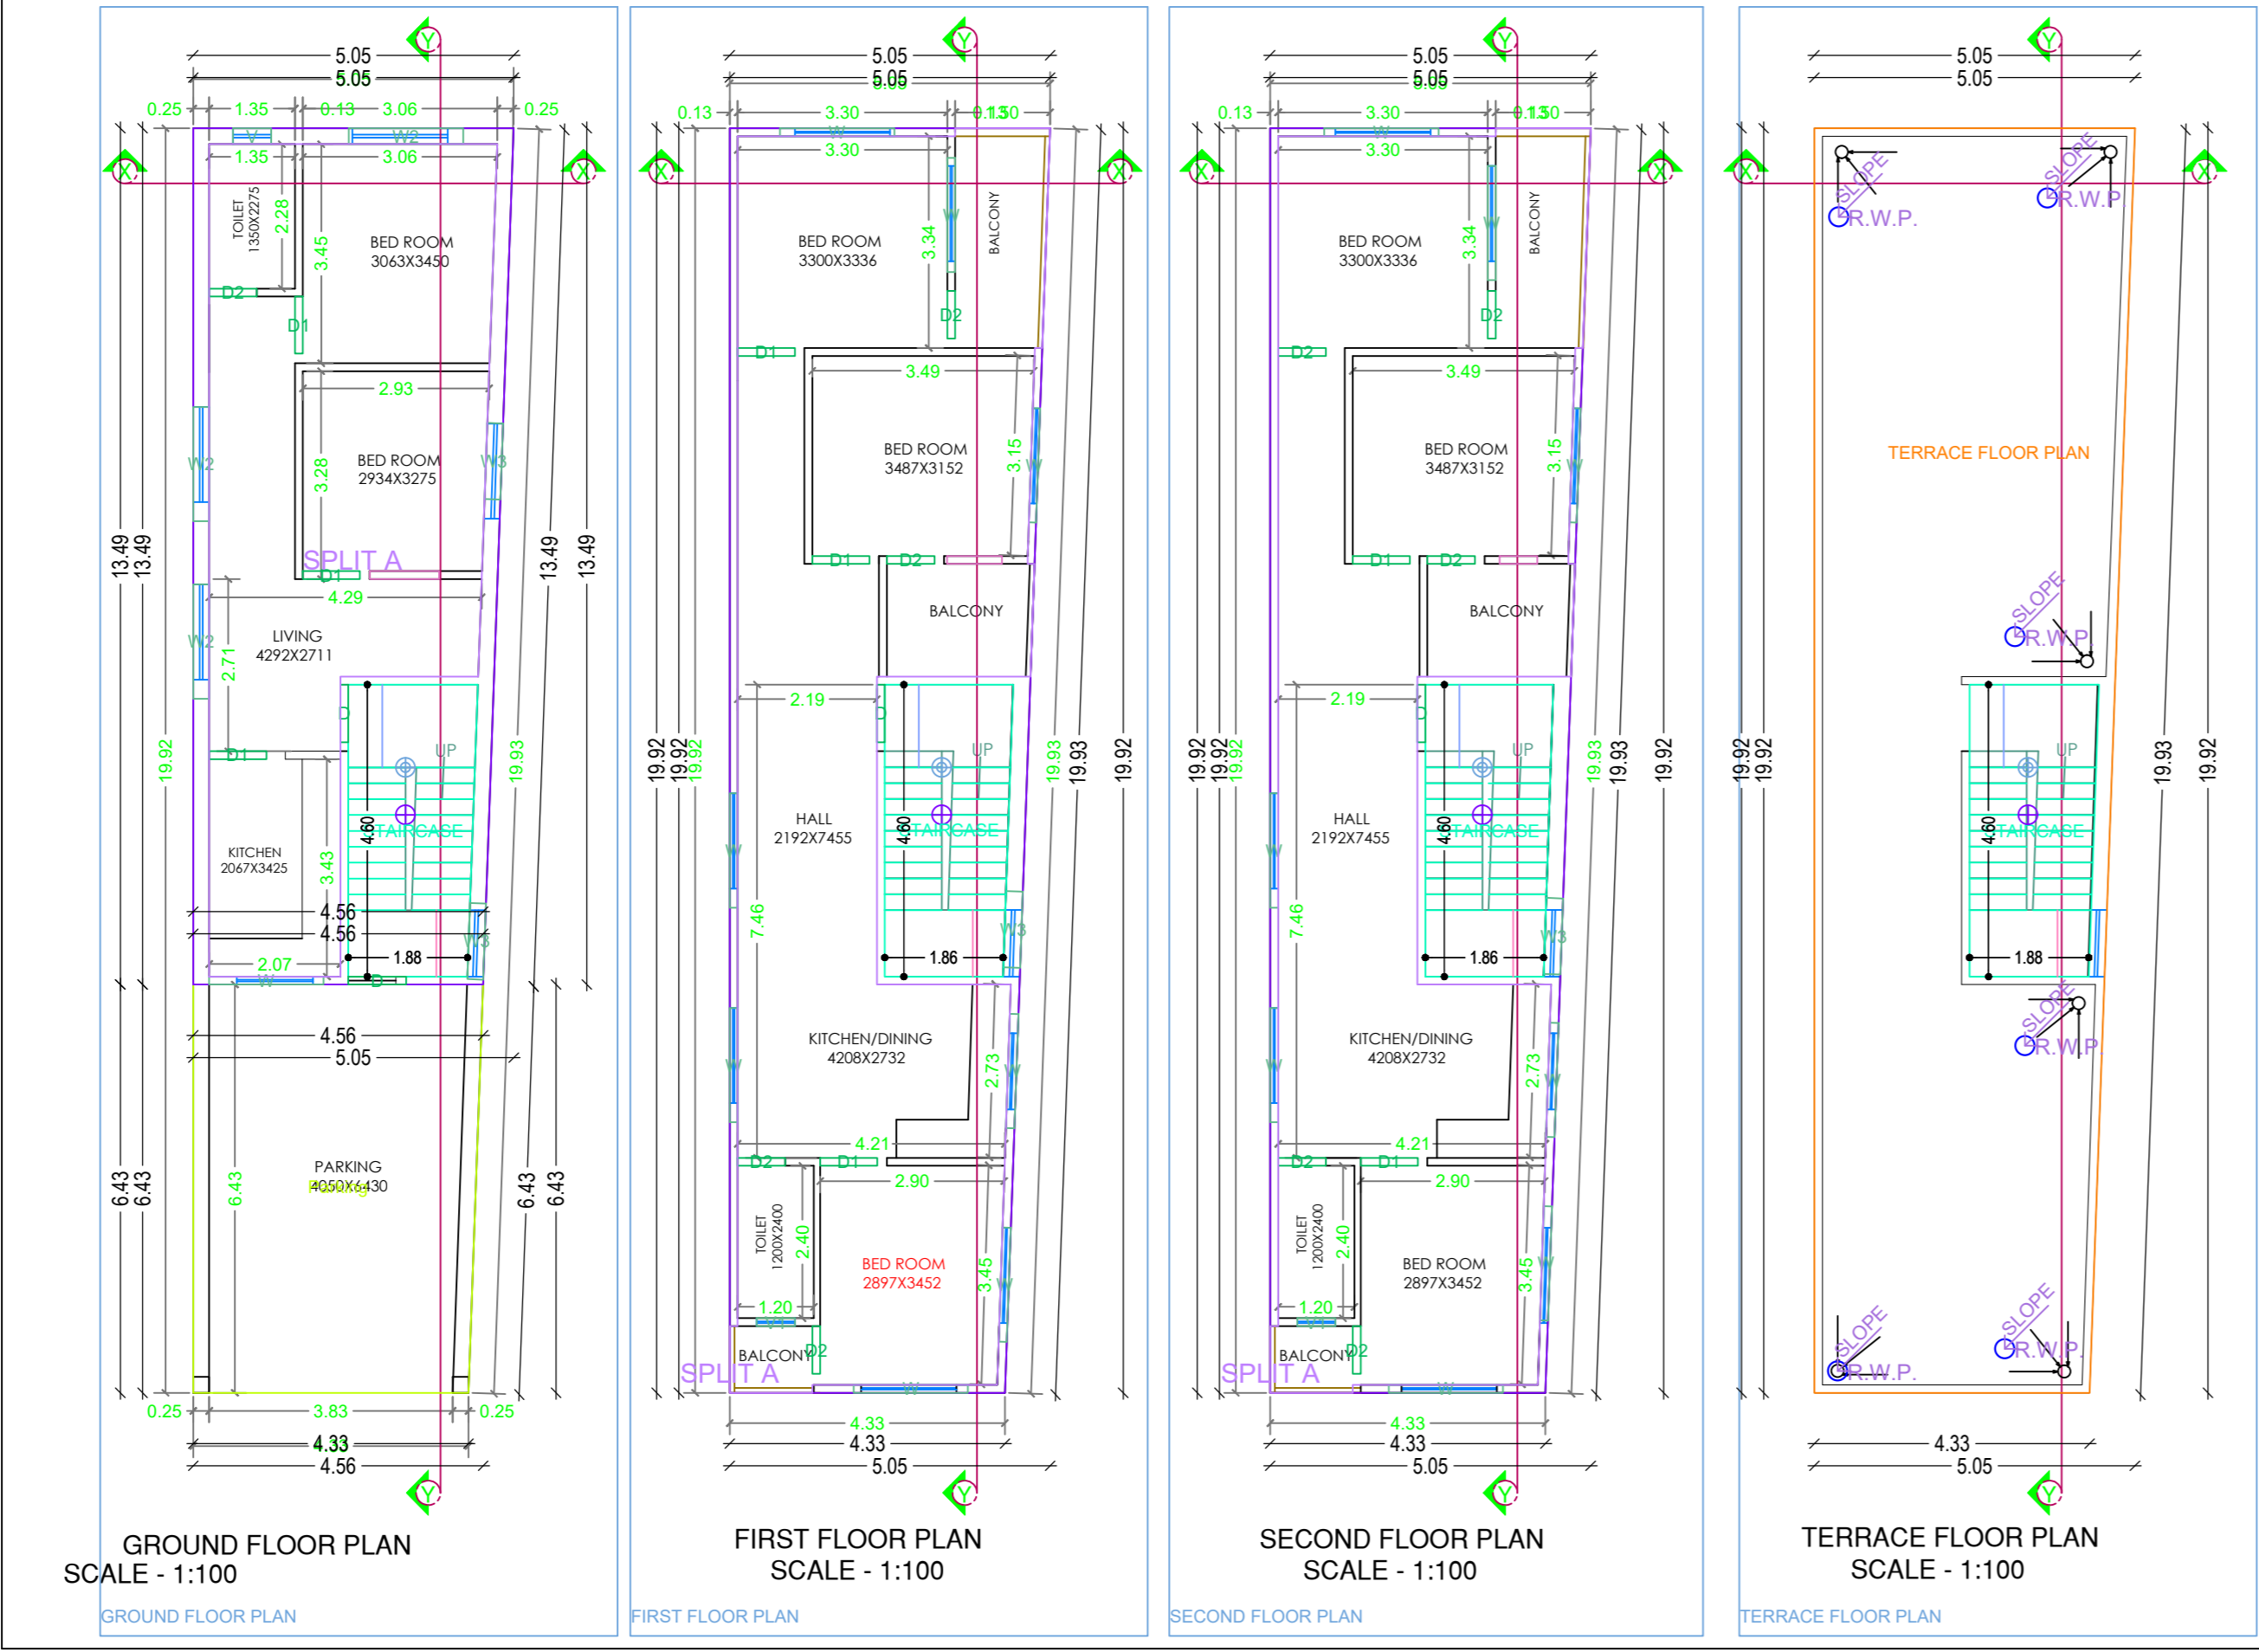 Y
5.05
5.05
0.25
1.35
0.13
3.06
0.25
V
W2
1.35
3.06
X
X
TOILET
1350X2275
2.28
3.45
BED ROOM
3063X3450
D2
D1
2.93
W2
3.28
BED ROOM
2934X3275
W3
SPLIT A
D1
13.49
13.49
13.49
13.49
4.29
LIVING
4292X2711
W2
2.71
D
UP
D1
19.92
19.93
4.60
STAIRCASE
KITCHEN
2067X3425
3.43
4.56
4.56
W3
2.07
1.88
W
D
4.56
5.05
PARKING
4050X6430
Parking
6.43
6.43
6.43
6.43
6.43
0.25
3.83
0.25
4.33
4.56
Y
GROUND FLOOR PLAN
SCALE - 1:100
GROUND FLOOR PLAN
Y
5.05
5.05
0.13
3.30
0.13
1.50
W
3.30
X
X
BED ROOM
3300X3336
3.34
W
BALCONY
D2
D1
3.49
BED ROOM
3487X3152
3.15
W
D1
D2
BALCONY
2.19
D
UP
19.92
19.92
19.92
19.93
19.93
19.92
HALL
2192X7455
4.60
STAIRCASE
W
7.46
W3
1.86
KITCHEN/DINING
4208X2732
W
2.73
W
4.21
D2
D1
2.90
TOILET
1200X2400
2.40
BED ROOM
2897X3452
3.45
W
1.20
V1
BALCONY
D2
SPLIT A
W
4.33
4.33
5.05
Y
FIRST FLOOR PLAN
SCALE - 1:100
FIRST FLOOR PLAN
Y
5.05
5.05
0.13
3.30
0.13
1.50
W
3.30
X
X
BED ROOM
3300X3336
3.34
W
BALCONY
D2
D2
3.49
BED ROOM
3487X3152
3.15
W
D1
D2
BALCONY
2.19
D
UP
19.92
19.92
19.92
19.93
19.93
19.92
HALL
2192X7455
4.60
STAIRCASE
W
7.46
W3
1.86
KITCHEN/DINING
4208X2732
W
2.73
W
4.21
D2
D1
2.90
TOILET
1200X2400
2.40
BED ROOM
2897X3452
3.45
W
1.20
V1
BALCONY
D2
SPLIT A
W
4.33
4.33
5.05
Y
SECOND FLOOR PLAN
SCALE - 1:100
SECOND FLOOR PLAN
Y
5.05
5.05
X
X
SLOPE
R.W.P.
SLOPE
R.W.P.
TERRACE FLOOR PLAN
SLOPE
R.W.P.
19.92
19.92
19.93
19.92
UP
4.60
STAIRCASE
1.88
SLOPE
R.W.P.
SLOPE
R.W.P.
SLOPE
R.W.P.
4.33
5.05
Y
TERRACE FLOOR PLAN
SCALE - 1:100
TERRACE FLOOR PLAN